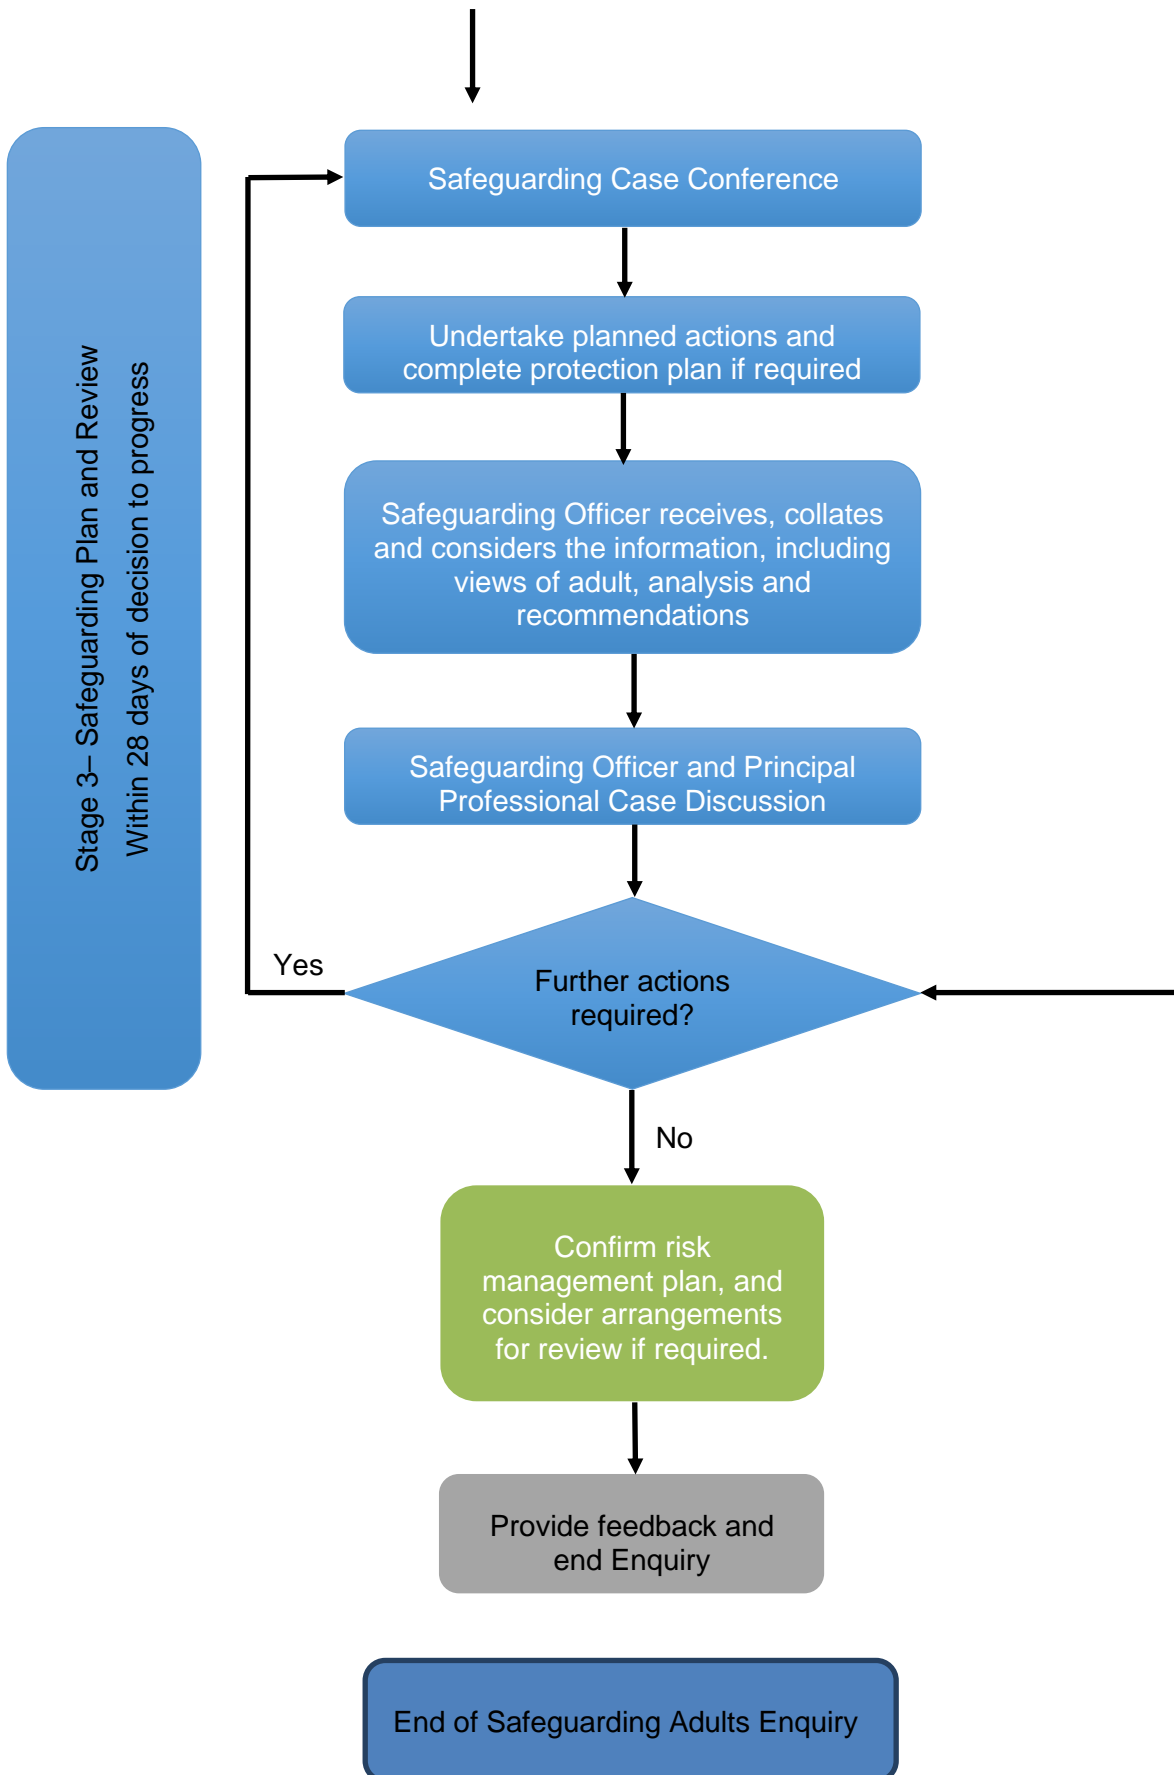 Safeguarding Case Conference
Undertake planned actions and
complete protection plan if required
Stage 3– Safeguarding Plan and Review
Within 28 days of decision to progress
Safeguarding Officer receives, collates
and considers the information, including
views of adult, analysis and
recommendations
Safeguarding Officer and Principal
Professional Case Discussion
Yes
Further actions
required?
No
Confirm risk
management plan, and
consider arrangements
for review if required.
Provide feedback and
end Enquiry
End of Safeguarding Adults Enquiry